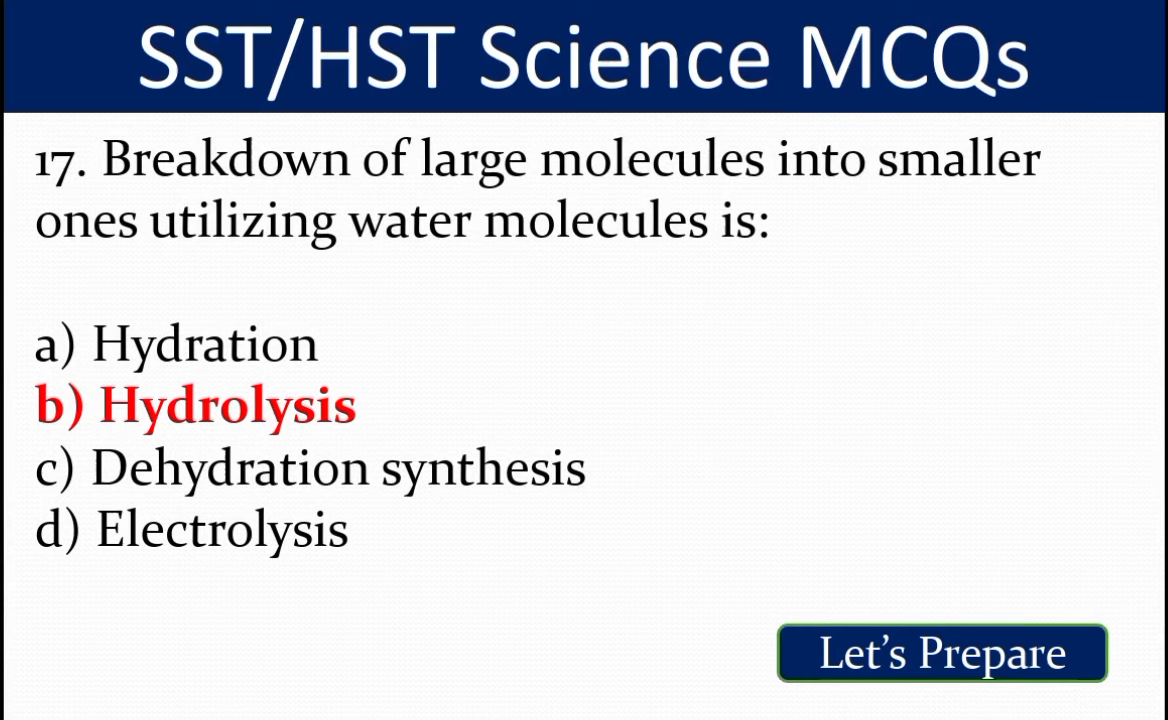 SST/HST Science MCQs
17. Breakdown of large molecules into smaller
ones utilizing water molecules is:
a) Hydration
b) Hydrolysis
c) Dehydration synthesis
d) Electrolysis
Let’s Prepare